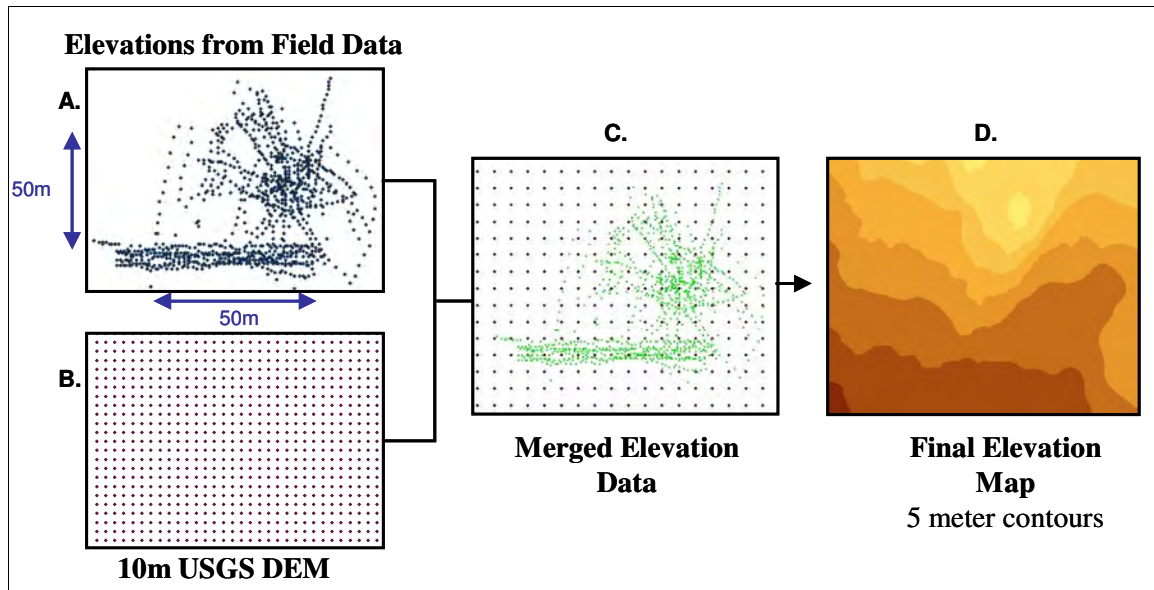 Elevations from Field Data
A.
50m
50m
B.
10m USGS DEM
C.
Merged Elevation
Data
D.
Final Elevation
Map
5 meter contours